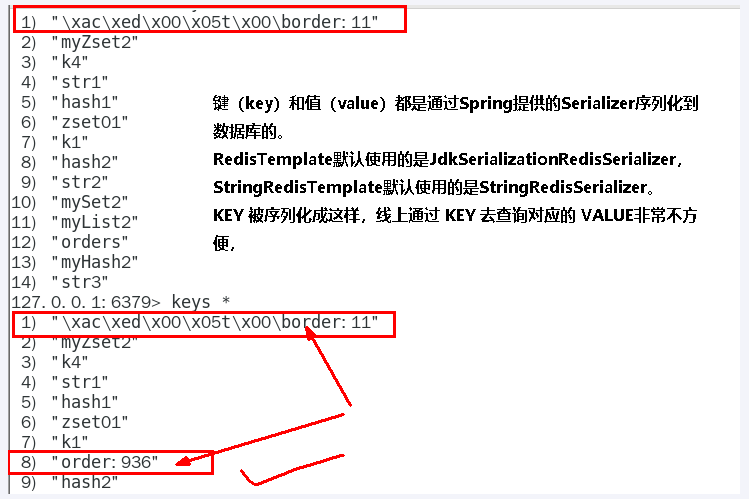 1) "\xac\xed\x00\x05t\x00\border:11"
2) "myZset2"
3) "k4"
4) "str1"
5) "hash1"
6) "zset01"
7) "k1"
8) "hash2"
9) "str2"
10) "mySet2"
11) "myList2"
12) "orders"
13) "myHash2"
14) "str3"
键（key）和值（value）都是通过Spring提供的Serializer序列化到
数据库的。
RedisTemplate默认使用的是JdkSerializationRedisSerializer，
StringRedisTemplate默认使用的是StringRedisSerializer。
KEY 被序列化成这样，线上通过 KEY 去查询对应的 VALUE非常不方
便，
127.0.0.1:6379> keys *
1) "\xac\xed\x00\x05t\x00\border:11"
2) "myZset2"
3) "k4"
4) "str1"
5) "hash1"
6) "zset01"
7) "k1"
8) "order:936"
9) "hash2"